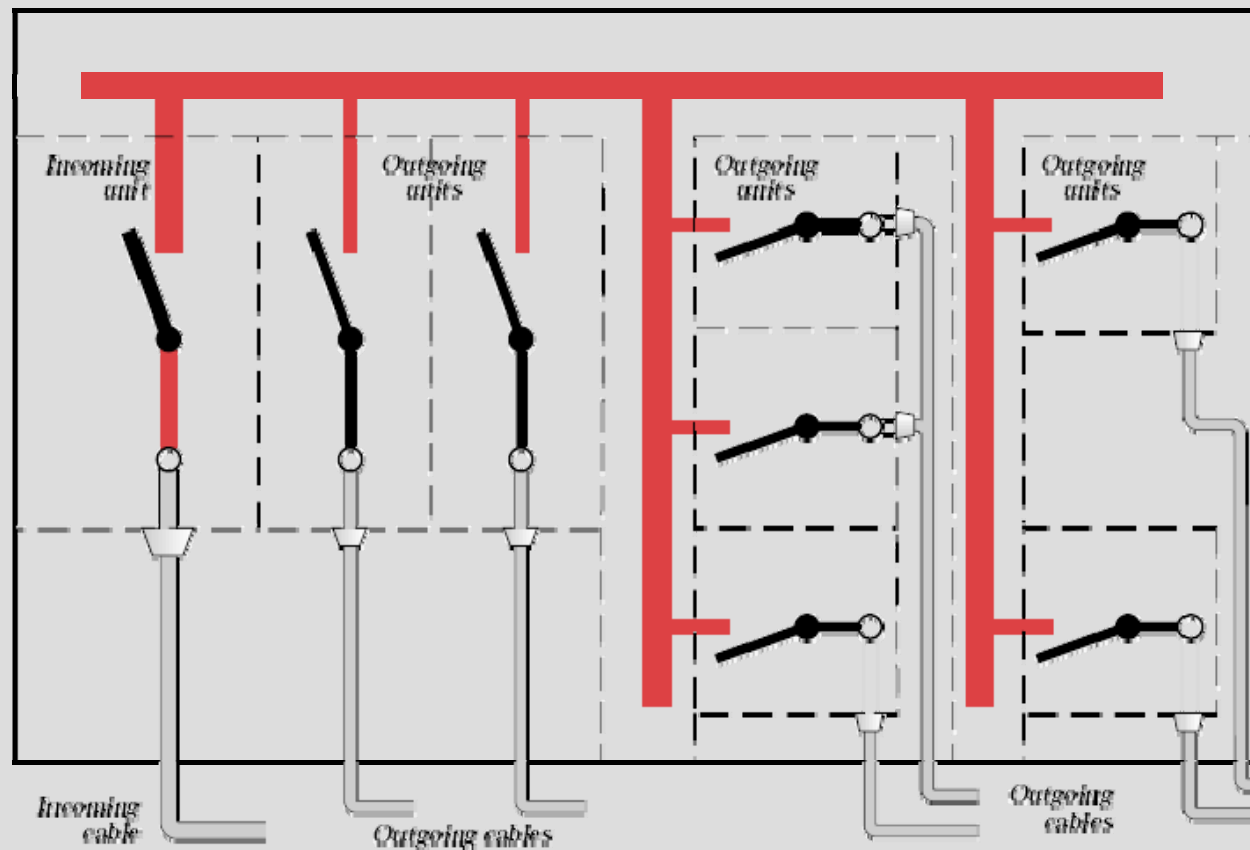 Incoming
unit
Outgoing
units
Outgoing
units
Outgoing
units
Incoming
cable
Outgoing cables
Outgoing
cables